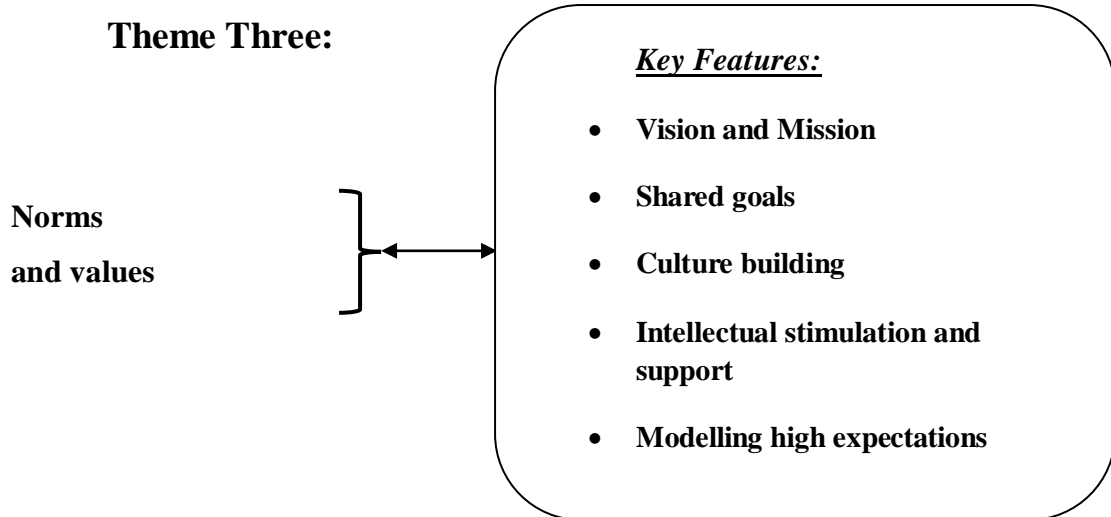 Theme Three:
Norms
and values
Key Features:
• Vision and Mission
• Shared goals
• Culture building
• Intellectual stimulation and
support
• Modelling high expectations